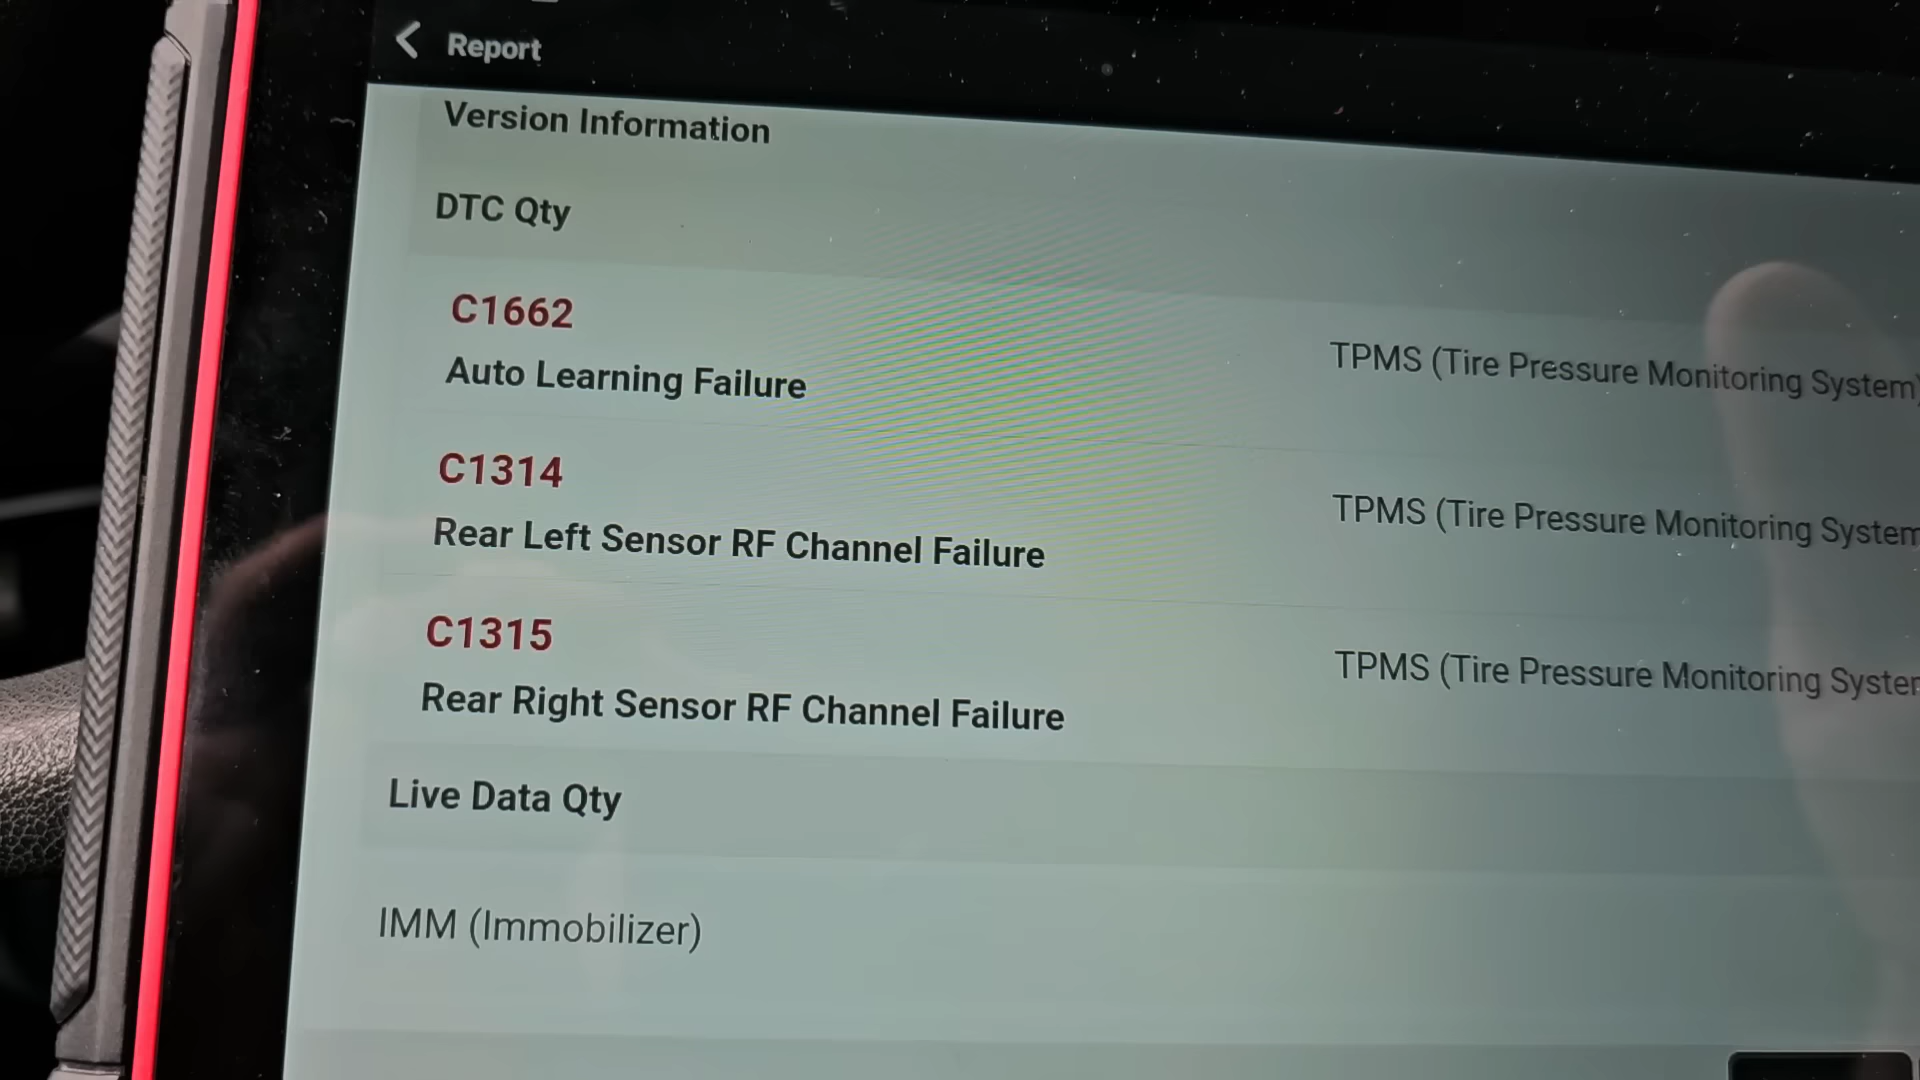 Report
Version Information
DTC Qty
C1662
Auto Learning Failure
TPMS (Tire Pressure Monitoring System)
C1314
Rear Left Sensor RF Channel Failure
TPMS (Tire Pressure Monitoring System
C1315
Rear Right Sensor RF Channel Failure
TPMS (Tire Pressure Monitoring Syster
Live Data Qty
IMM (Immobilizer)